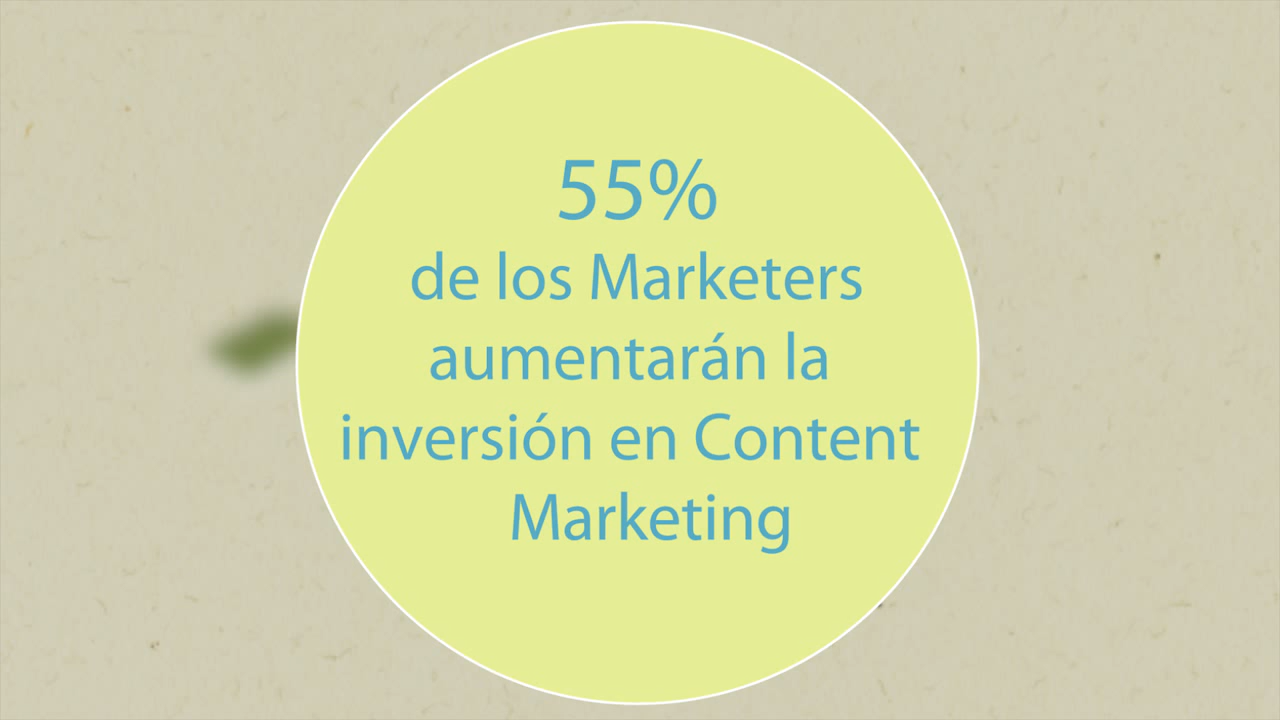 55%
de los Marketers
aumentarán la
inversión en Content
Marketing